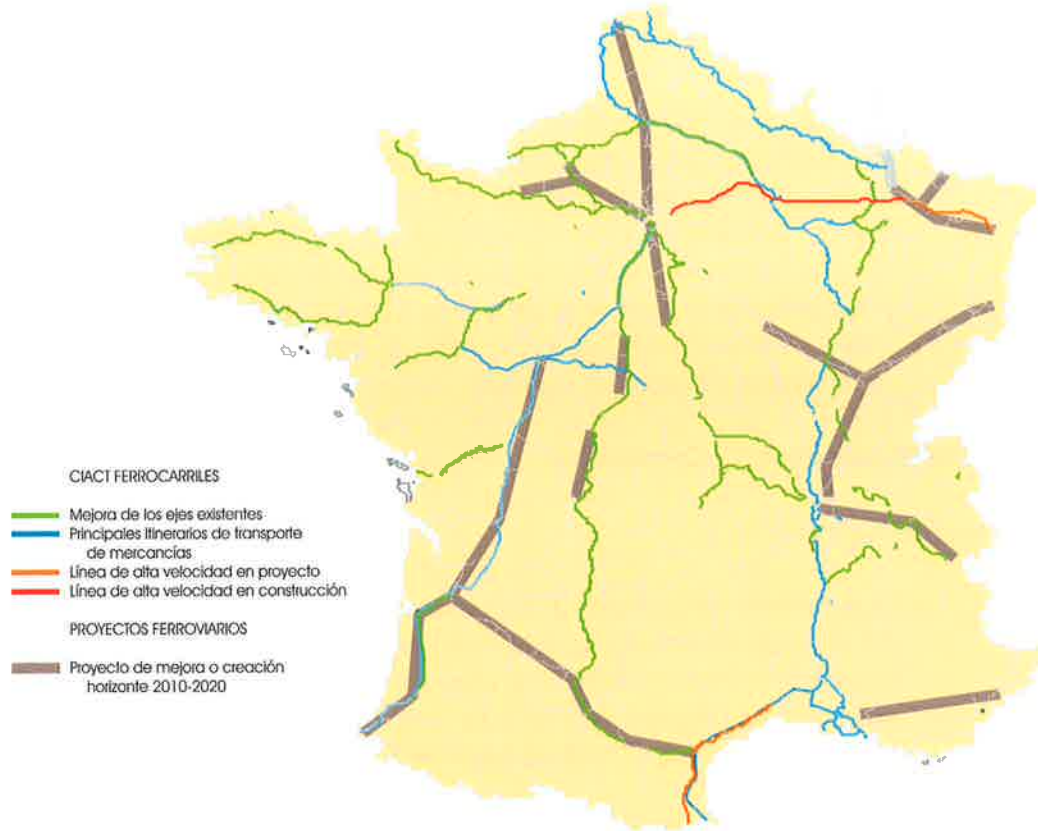 CIACT FERROCARRILES
Mejora de los ejes existentes
Principales itinerarios de transporte
de mercancías
Línea de alta velocidad en proyecto
Línea de alta velocidad en construcción
PROYECTOS FERROVIARIOS
Proyecto de mejora o creación
horizonte 2010-2020